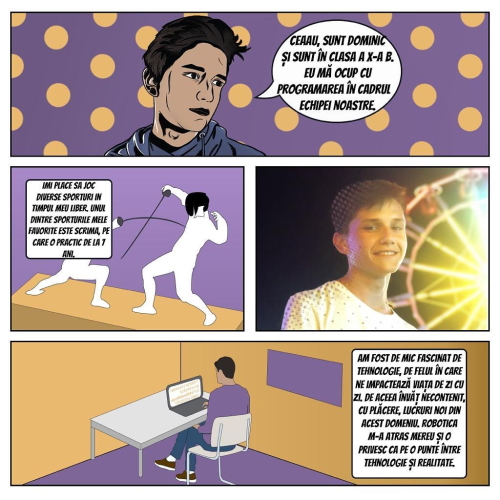 CEAAU, SUNT DOMINIC
ȘI SUNT ÎN CLASA A X-A B.
EU MĂ OCUP CU
PROGRAMAREA ÎN CADRUL
ECHIPEI NOASTRE.
IMI PLACE SA JOC
DIVERSE SPORTURI IN
TIMPUL MEU LIBER. UNUL
DINTRE SPORTURILE MELE
FAVORITE ESTE SCRIMA, PE
CARE O PRACTIC DE LA 7
ANI.
AM FOST DE MIC FASCINAT DE
TEHNOLOGIE, DE FELUL ÎN CARE
NE IMPACTEAZĂ VIAȚA DE ZI CU
ZI. DE ACEEA ÎNVĂȚ NECONTENIT,
CU PLĂCERE, LUCRURI NOI DIN
ACEST DOMENIU. ROBOTICA
M-A ATRAS MEREU ȘI O
PRIVESC CA PE O PUNTE ÎNTRE
TEHNOLOGIE ȘI REALITATE.